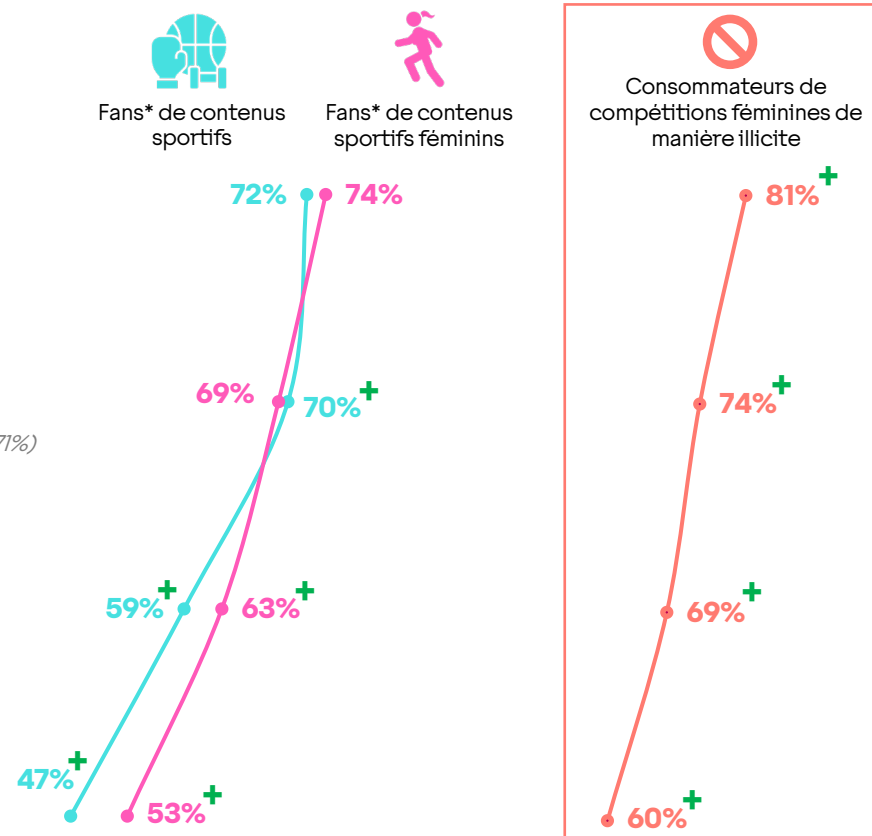 Fans* de contenus
sportifs
Fans* de contenus
sportifs féminins
Consommateurs de
compétitions féminines de
manière illicite
72%
74%
81%+
69%
70%+
74%+
71%)
59%+
63%+
69%+
47%+
53%+
60%+